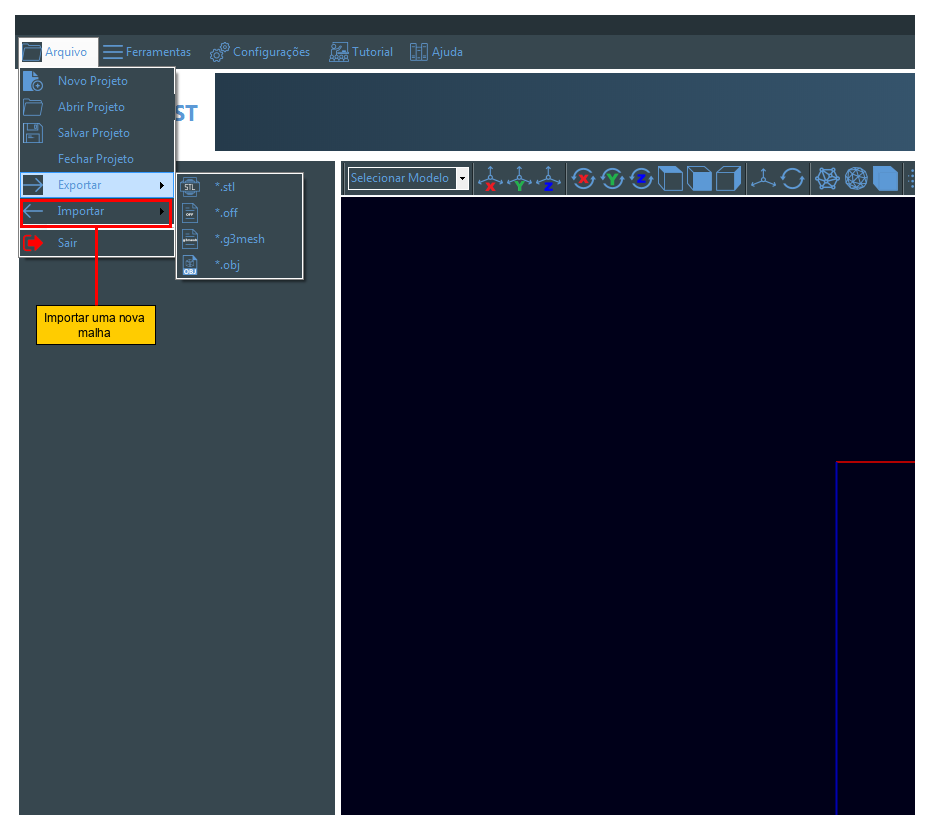 Arquivo Ferramentas Configurações Tutorial Ajuda
Novo Projeto
Abrir Projeto
ST
Salvar Projeto
Fechar Projeto
Exportar
Importar
Sair
STL *.stl
OFF *.off
g3mesh *.g3mesh
OBJ *.obj
Selecionar Modelo X Y Z X Y Z
Importar uma nova
malha